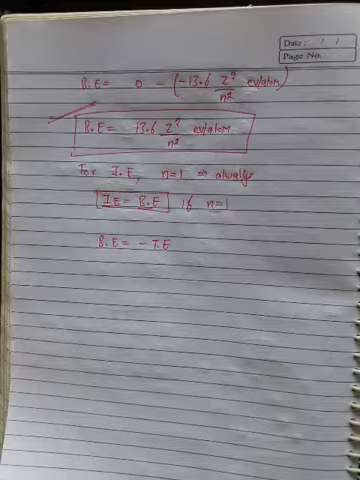 Date : / /
Page No.
B.E = 0 - (-13.6 Z²/n² ev/atom)
B.E = 13.6 Z²/n² ev/atom
For I.E, n=1 ⇒ always
I E = B.E if n=1
B.E = - T.E